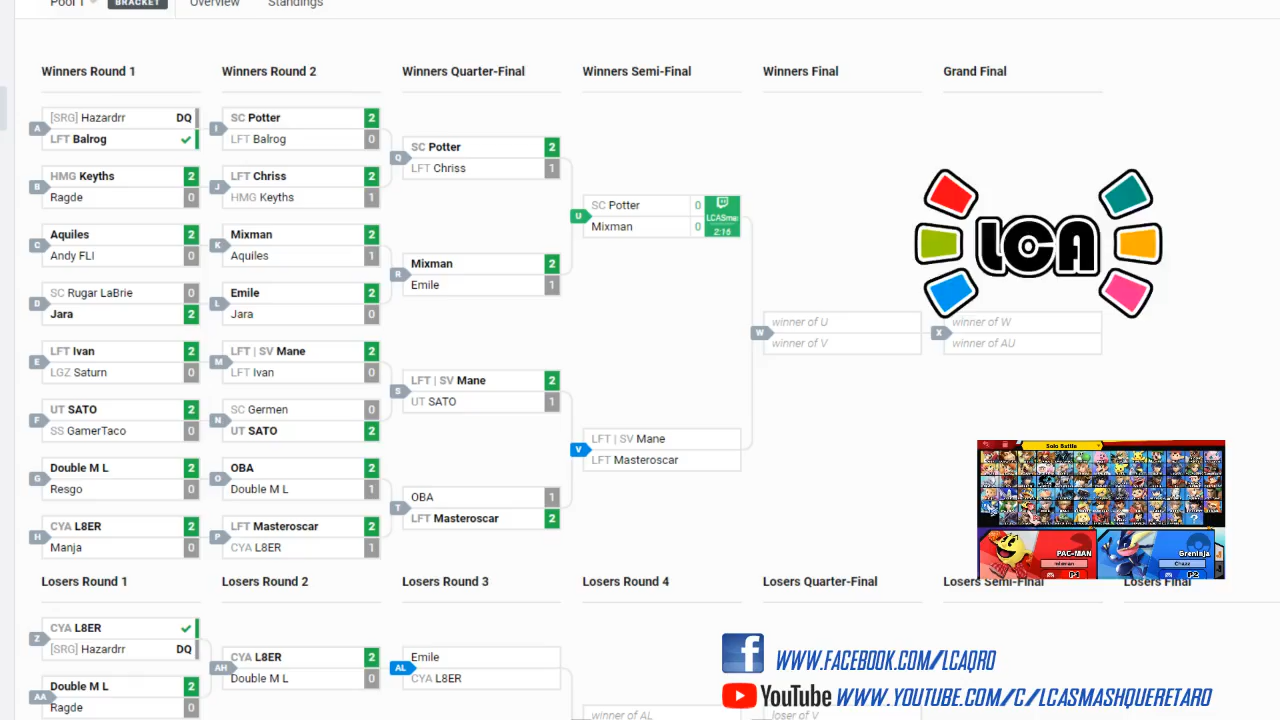 Pool 1 BRACKET Overview Standings
Winners Round 1 Winners Round 2 Winners Quarter-Final Winners Semi-Final Winners Final Grand Final
A [SRG] Hazardrr DQ
LFT Balrog
B HMG Keyths 2
Ragde 0
C Aquiles 2
Andy FLI 0
D SC Rugar LaBrie 0
Jara 2
E LFT Ivan 2
LGZ Saturn 0
F UT SATO 2
SS GamerTaco 0
G Double M L 2
Resgo 0
H CYA L8ER 2
Manja 0
I SC Potter 2
LFT Balrog 0
J LFT Chriss 2
HMG Keyths 1
K Mixman 2
Aquiles 1
L Emile 2
Jara 0
M LFT | SV Mane 2
LFT Ivan 0
N SC Germen 0
UT SATO 2
O OBA 2
Double M L 1
P LFT Masteroscar 2
CYA L8ER 1
Q SC Potter 2
LFT Chriss 1
R Mixman 2
Emile 1
S LFT | SV Mane 2
UT SATO 1
T OBA 1
LFT Masteroscar 2
U SC Potter 0
Mixman 0
LCASma
2:16
V LFT | SV Mane
LFT Masteroscar
W winner of U
winner of V
X winner of W
winner of AU
LCA
Solo Battle
?
PAC-MAN
mixman
P1
Greninja
Chazz
P2
Losers Round 1 Losers Round 2 Losers Round 3 Losers Round 4 Losers Quarter-Final Losers Semi-Final Losers Final
Z CYA L8ER
[SRG] Hazardrr DQ
AA Double M L 2
Ragde 0
AH CYA L8ER 2
Double M L 0
AL Emile
CYA L8ER
winner of AL
loser of V
f WWW.FACEBOOK.COM/LCAQRO
YouTube WWW.YOUTUBE.COM/C/LCASMASHQUERETARO